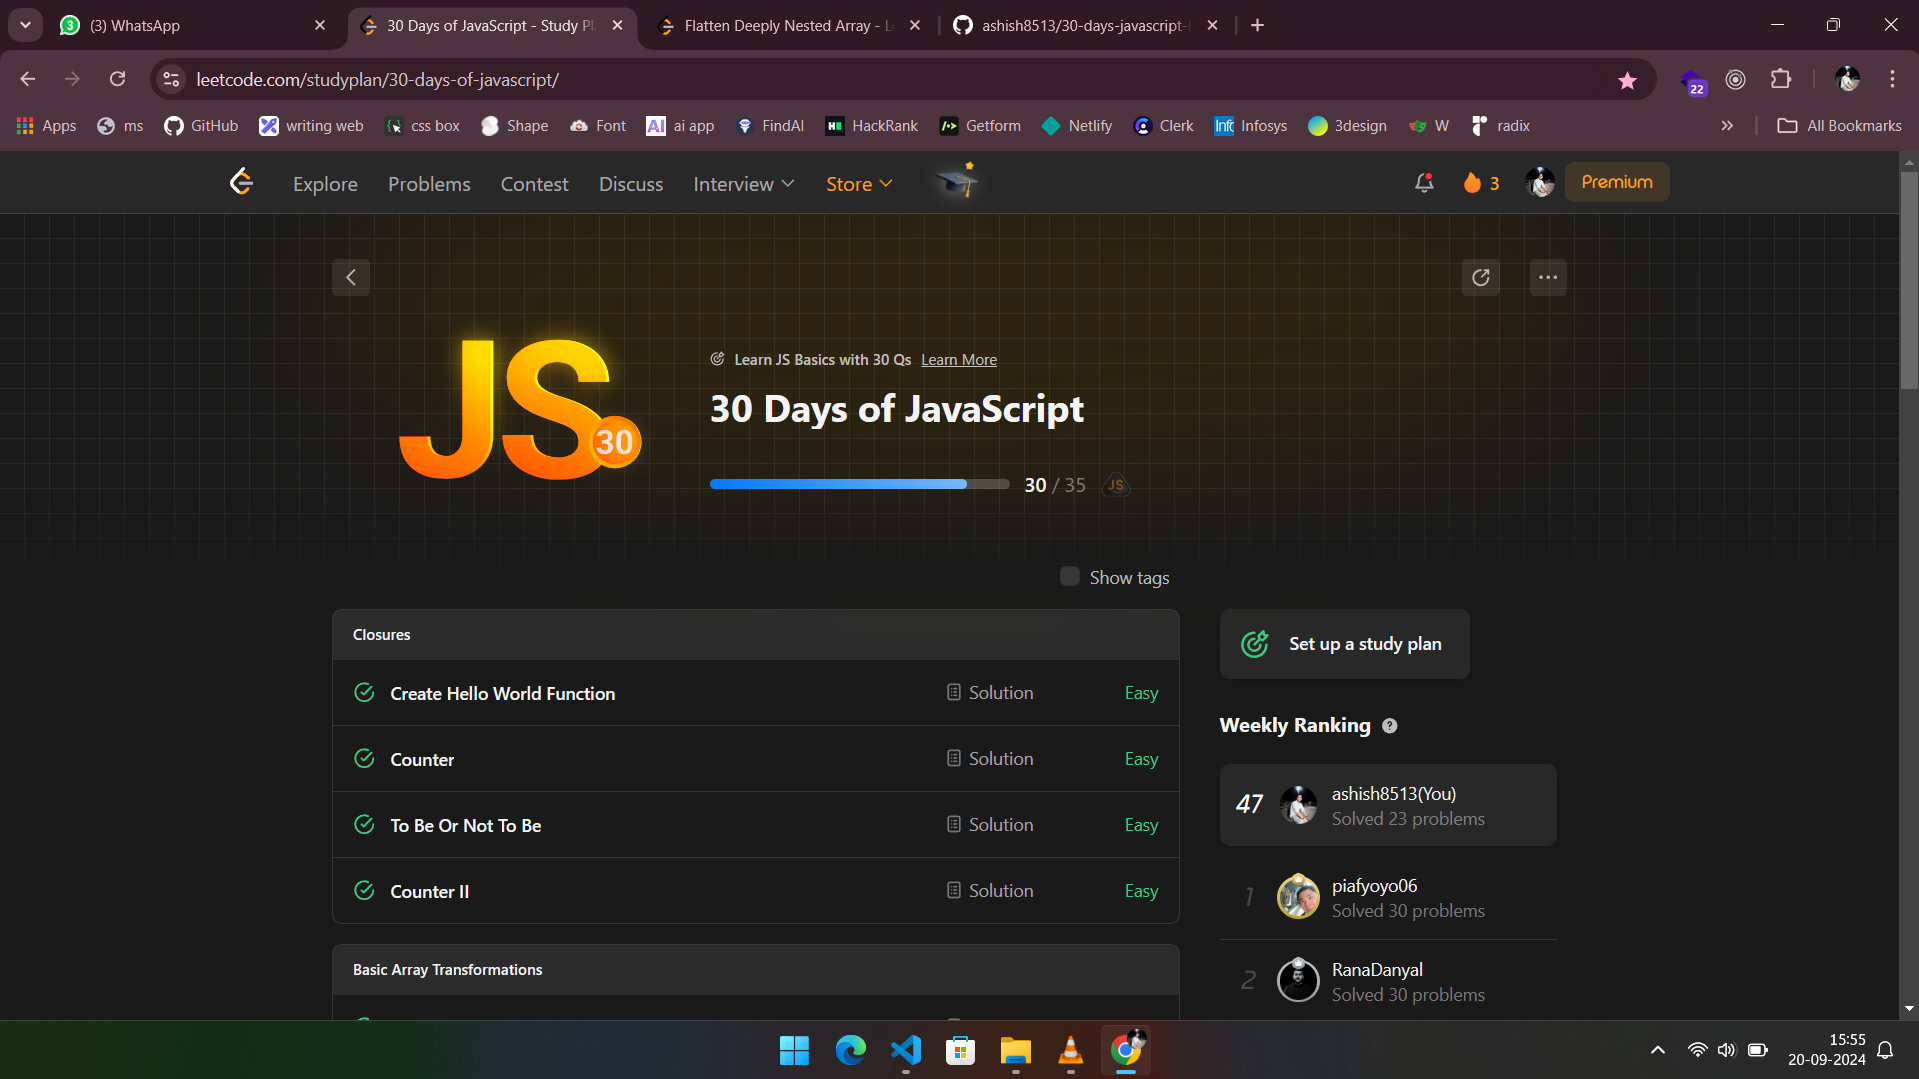 (3) WhatsApp
30 Days of JavaScript - Study Pl
Flatten Deeply Nested Array - L
ashish8513/30-days-javascript-l
leetcode.com/studyplan/30-days-of-javascript/
22
Apps
ms
GitHub
writing web
css box
Shape
Font
AI
ai app
FindAI
HackRank
Getform
Netlify
Clerk
Infosys
3design
W
radix
All Bookmarks
Explore
Problems
Contest
Discuss
Interview
Store
3
Premium
JS
30
Learn JS Basics with 30 Qs Learn More
30 Days of JavaScript
30 / 35
JS
Show tags
Closures
Create Hello World Function Solution Easy
Counter Solution Easy
To Be Or Not To Be Solution Easy
Counter II Solution Easy
Basic Array Transformations
Set up a study plan
Weekly Ranking
47
ashish8513(You)
Solved 23 problems
1
piafyoyo06
Solved 30 problems
2
RanaDanyal
Solved 30 problems
15:55
20-09-2024